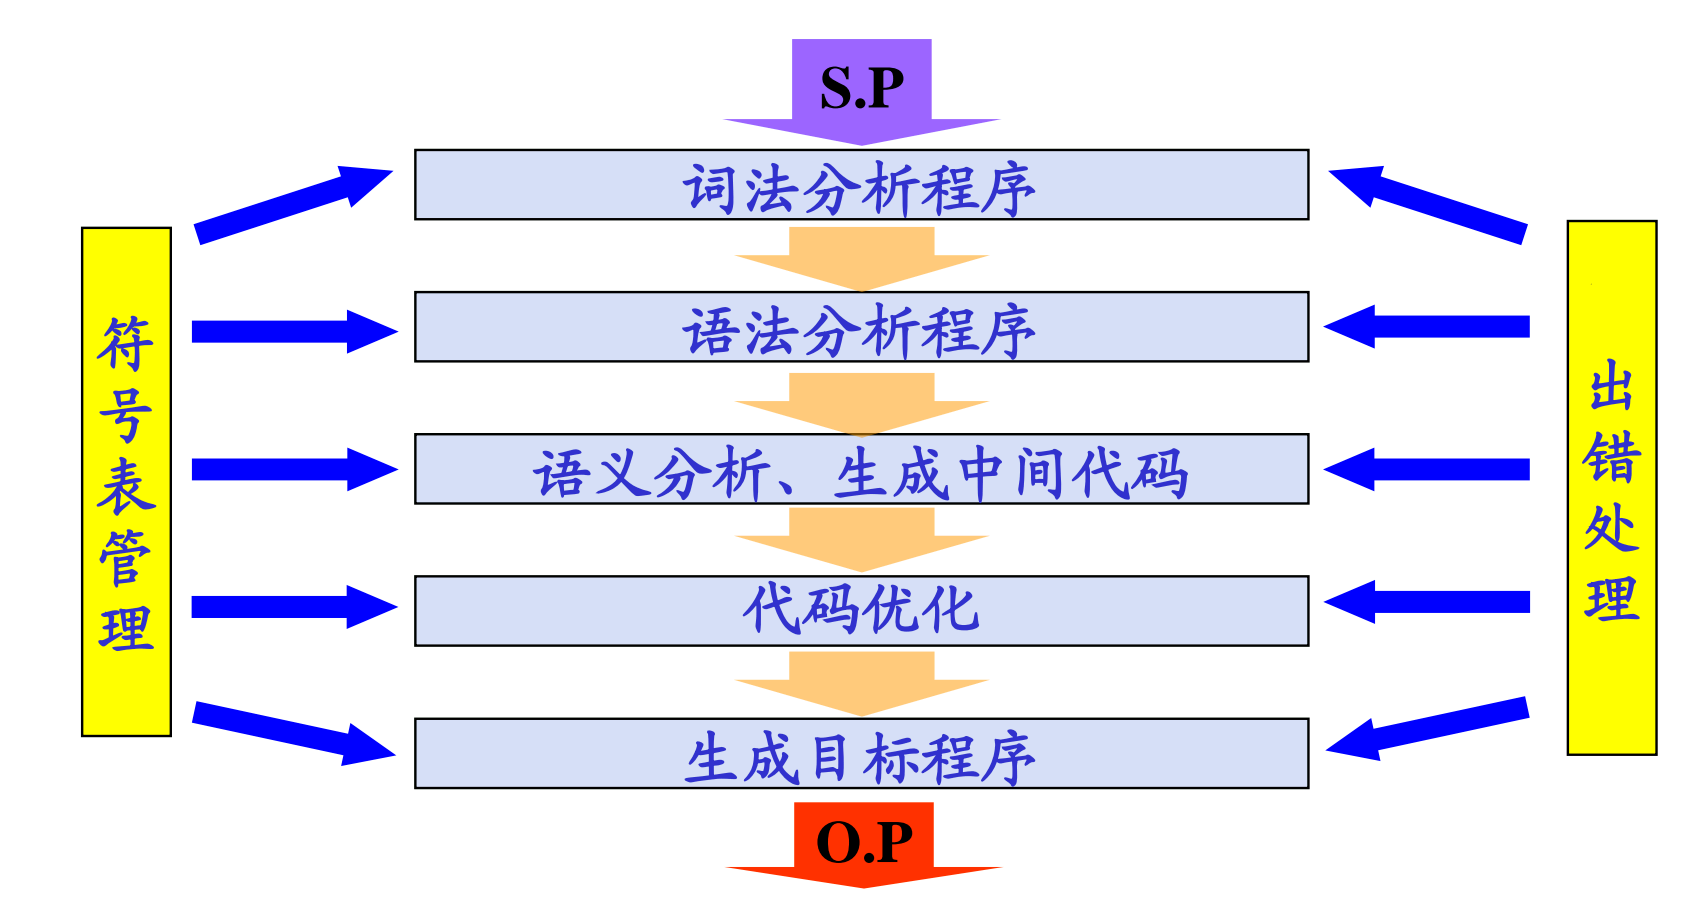 S.P
词法分析程序
语法分析程序
语义分析、生成中间代码
代码优化
生成目标程序
O.P
符号表管理
出错处理